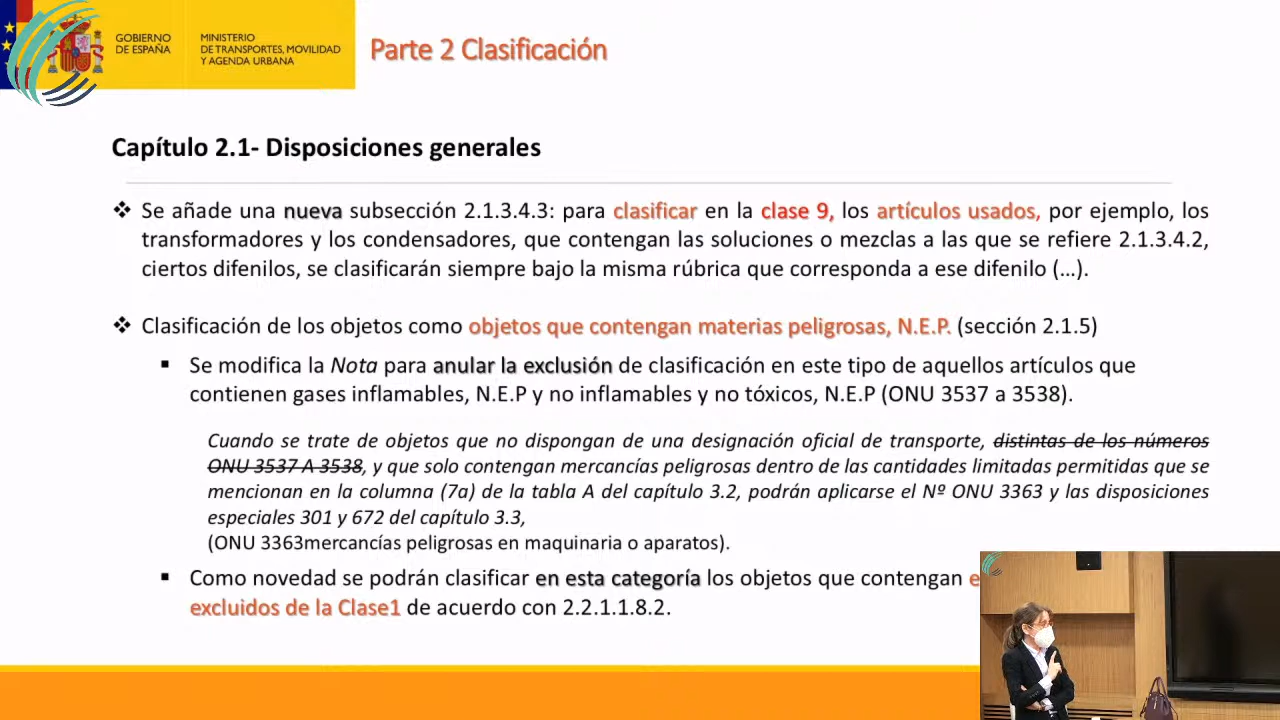 GOBIERNO
DE ESPAÑA
MINISTERIO
DE TRANSPORTES, MOVILIDAD
Y AGENDA URBANA
Parte 2 Clasificación
Capítulo 2.1- Disposiciones generales
❖ Se añade una nueva subsección 2.1.3.4.3: para clasificar en la clase 9, los artículos usados, por ejemplo, los
transformadores y los condensadores, que contengan las soluciones o mezclas a las que se refiere 2.1.3.4.2,
ciertos difenilos, se clasificarán siempre bajo la misma rúbrica que corresponda a ese difenilo (…).
❖ Clasificación de los objetos como objetos que contengan materias peligrosas, N.E.P. (sección 2.1.5)
▪ Se modifica la Nota para anular la exclusión de clasificación en este tipo de aquellos artículos que
contienen gases inflamables, N.E.P y no inflamables y no tóxicos, N.E.P (ONU 3537 a 3538).
Cuando se trate de objetos que no dispongan de una designación oficial de transporte, distintas de los números
ONU 3537 A 3538, y que solo contengan mercancías peligrosas dentro de las cantidades limitadas permitidas que se
mencionan en la columna (7a) de la tabla A del capítulo 3.2, podrán aplicarse el Nº ONU 3363 y las disposiciones
especiales 301 y 672 del capítulo 3.3,
(ONU 3363mercancías peligrosas en maquinaria o aparatos).
▪ Como novedad se podrán clasificar en esta categoría los objetos que contengan
excluidos de la Clase1 de acuerdo con 2.2.1.1.8.2.